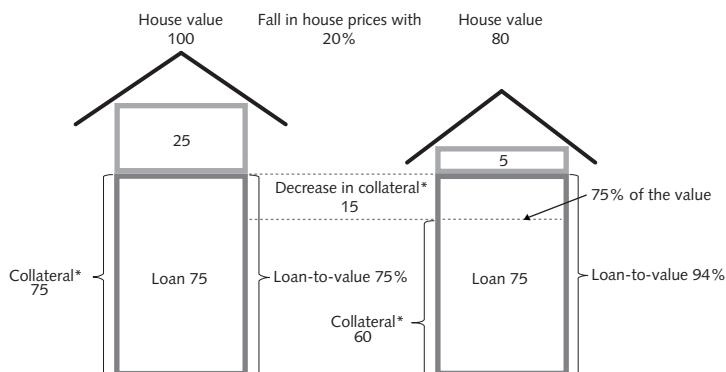 House value
100
Fall in house prices with
20%
House value
80
25
5
Decrease in collateral*
15
75% of the value
Collateral*
75
Loan 75
Loan-to-value 75%
Loan 75
Loan-to-value 94%
Collateral*
60